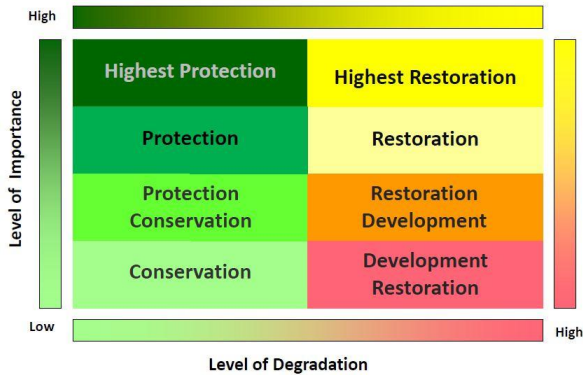 High
Highest Protection
Highest Restoration
Protection
Restoration
Protection
Conservation
Restoration
Development
Conservation
Development
Restoration
Level of Importance
Low
High
Level of Degradation